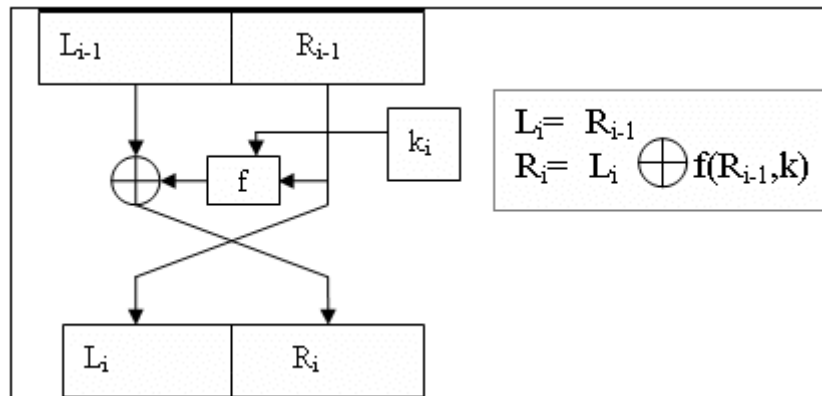 Lᵢ₋₁ Rᵢ₋₁
kᵢ
f
Lᵢ= Rᵢ₋₁
Rᵢ= Lᵢ ⊕ f(Rᵢ₋₁,k)
Lᵢ Rᵢ